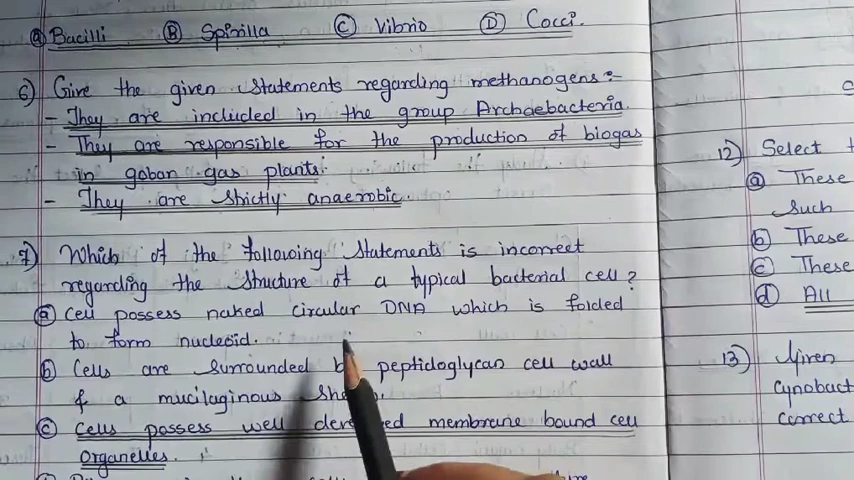 ⓐ Bacilli Ⓑ Spirilla Ⓒ Vibrio Ⓓ Cocci.
6) Give the given statements regarding methanogens:-
- They are included in the group Archaebacteria.
- They are responsible for the production of biogas
in goban gas plants.
- They are strictly anaerobic.
7) Which of the following statements is incorrect
regarding the structure of a typical bacterial cell?
ⓐ Cell possess naked circular DNA which is folded
to form nucleoid.
ⓑ Cells are surrounded peptidoglycan cell wall
& a mucilaginous
ⓒ Cells possess well membrane bound cell
organelles.
12) Select
ⓐ These
such
ⓑ These
ⓒ These
ⓓ All
13)
cynobact
correct